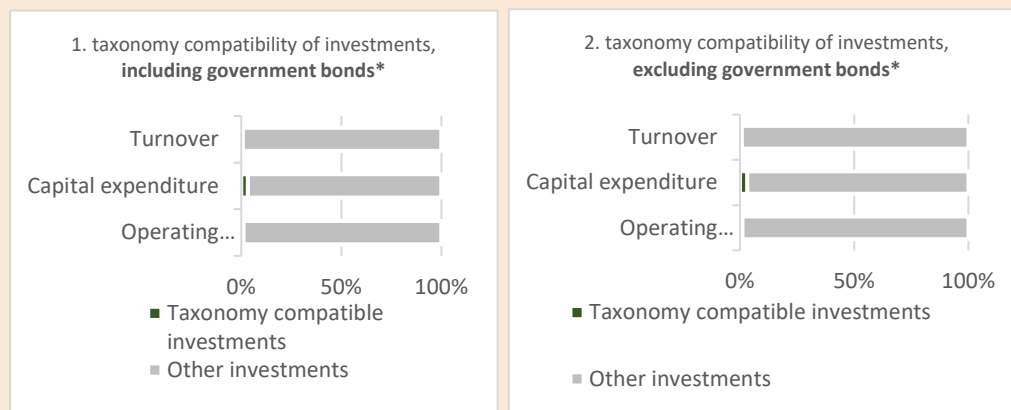 1. taxonomy compatibility of investments,
including government bonds*
Turnover
Capital expenditure
Operating...
0% 50% 100%
Taxonomy compatible
investments
Other investments
2. taxonomy compatibility of investments,
excluding government bonds*
Turnover
Capital expenditure
Operating...
0% 50% 100%
Taxonomy compatible investments
Other investments